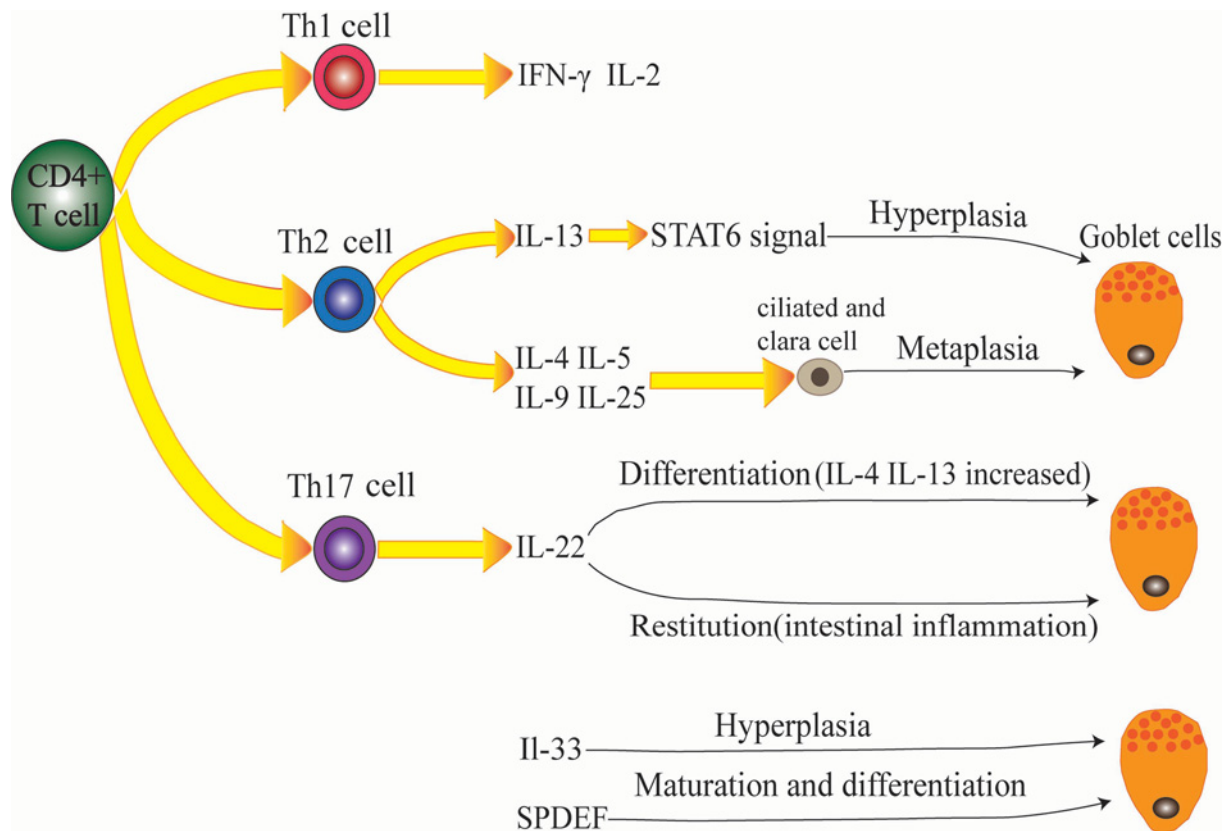 Th1 cell
IFN-γ IL-2
CD4+
T cell
Th2 cell
IL-13
STAT6 signal
Hyperplasia
Goblet cells
IL-4 IL-5
IL-9 IL-25
ciliated and
clara cell
Metaplasia
Th17 cell
IL-22
Differentiation (IL-4 IL-13 increased)
Restitution(intestinal inflammation)
Il-33
Hyperplasia
SPDEF
Maturation and differentiation